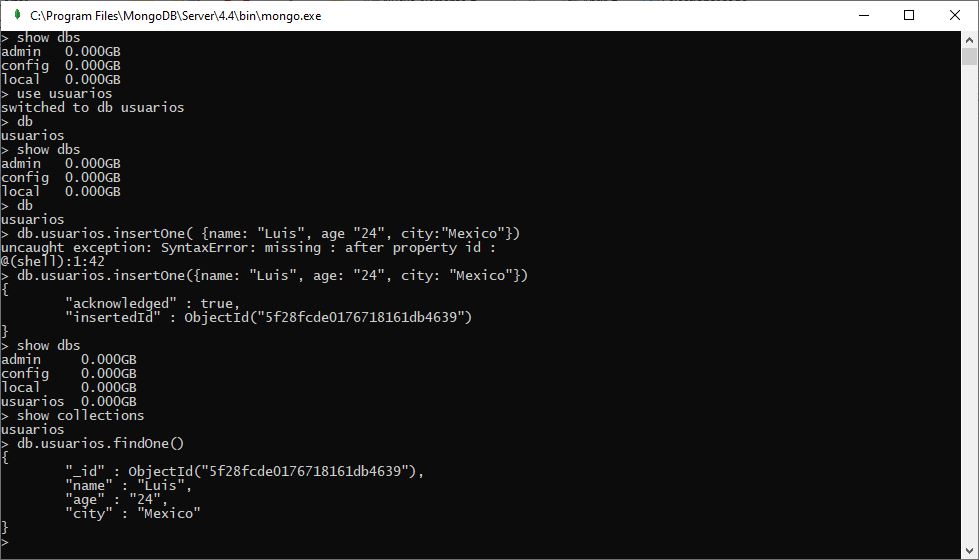 C:\Program Files\MongoDB\Server\4.4\bin\mongo.exe
> show dbs
admin   0.000GB
config  0.000GB
local   0.000GB
> use usuarios
switched to db usuarios
> db
usuarios
> show dbs
admin   0.000GB
config  0.000GB
local   0.000GB
> db
usuarios
> db.usuarios.insertOne( {name: "Luis", age "24", city:"Mexico"})
uncaught exception: SyntaxError: missing : after property id :
@(shell):1:42
> db.usuarios.insertOne({name: "Luis", age: "24", city: "Mexico"})
{
        "acknowledged" : true,
        "insertedId" : ObjectId("5f28fcde0176718161db4639")
}
> show dbs
admin     0.000GB
config    0.000GB
local     0.000GB
usuarios  0.000GB
> show collections
usuarios
> db.usuarios.findOne()
{
        "_id" : ObjectId("5f28fcde0176718161db4639"),
        "name" : "Luis",
        "age" : "24",
        "city" : "Mexico"
}
>